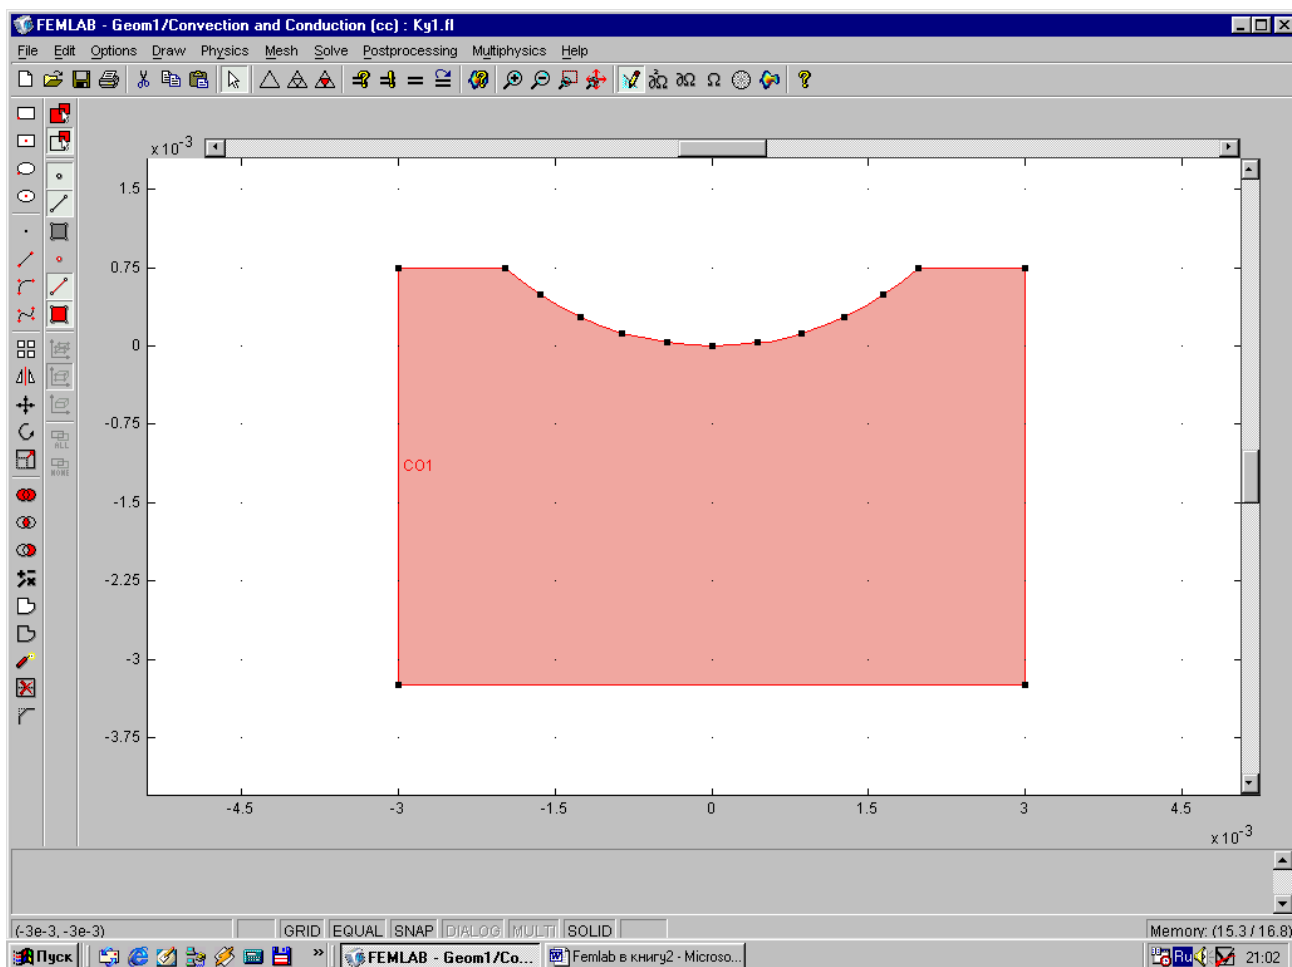 FEMLAB - Geom1/Convection and Conduction (cc) : Ky1.fl
File Edit Options Draw Physics Mesh Solve Postprocessing Multiphysics Help
x 10-3
1.5
0.75
0
-0.75
-1.5
-2.25
-3
-3.75
CO1
-4.5 -3 -1.5 0 1.5 3 4.5
x 10-3
ALL
NONE
(-3e-3, -3e-3) GRID EQUAL SNAP DIALOG MULTI SOLID Memory: (15.3 / 16.8)
Пуск » FEMLAB - Geom1/Co... Femlab в книгу2 - Microso... Ru 21:02